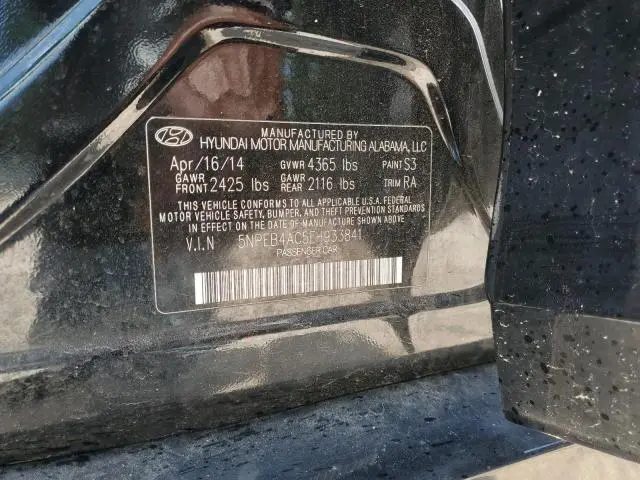 MANUFACTURED BY
HYUNDAI MOTOR MANUFACTURING ALABAMA, LLC
Apr/16/14 GVWR 4365 lbs PAINT S3
GAWR FRONT 2425 lbs GAWR REAR 2116 lbs TRIM RA
THIS VEHICLE CONFORMS TO ALL APPLICABLE U.S.A. FEDERAL
MOTOR VEHICLE SAFETY, BUMPER, AND THEFT PREVENTION STANDARDS
IN EFFECT ON THE DATE OF MANUFACTURE SHOWN ABOVE.
V.I.N 5NPEB4AC5EH933841
PASSENGER CAR